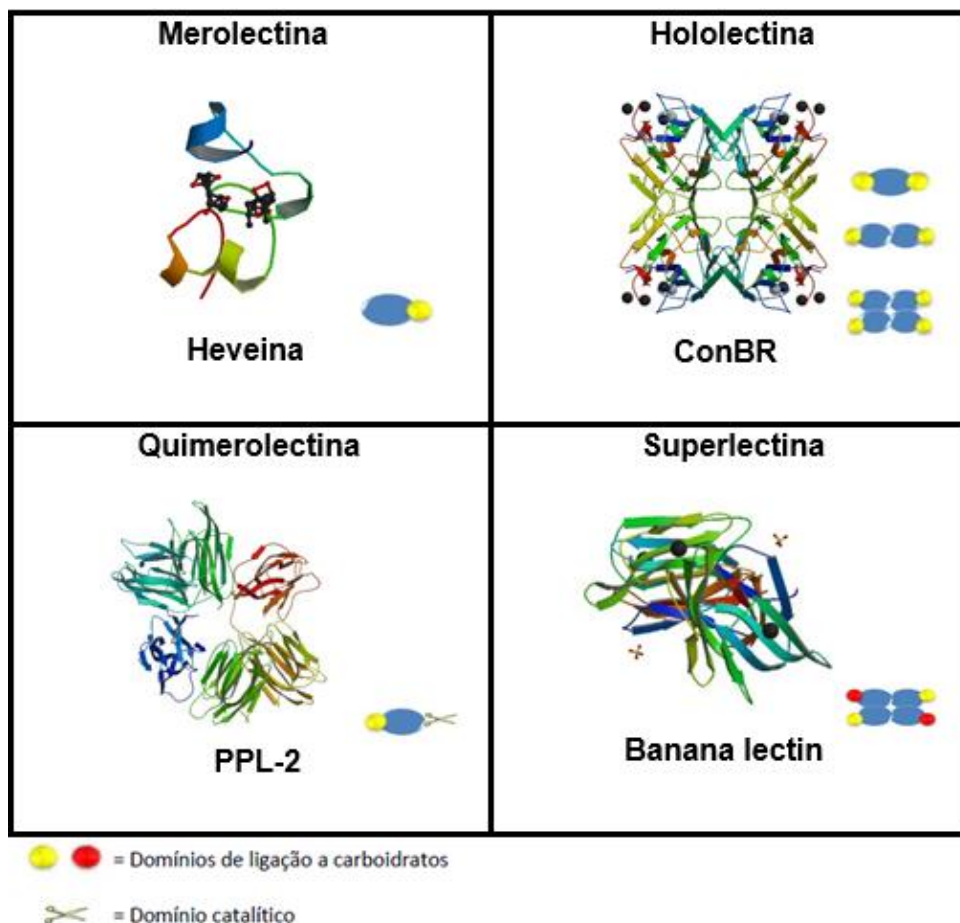 Merolectina
Hololectina
Heveina
ConBR
Quimerolectina
Superlectina
PPL-2
Banana lectin
= Domínios de ligação a carboidratos
= Domínio catalítico